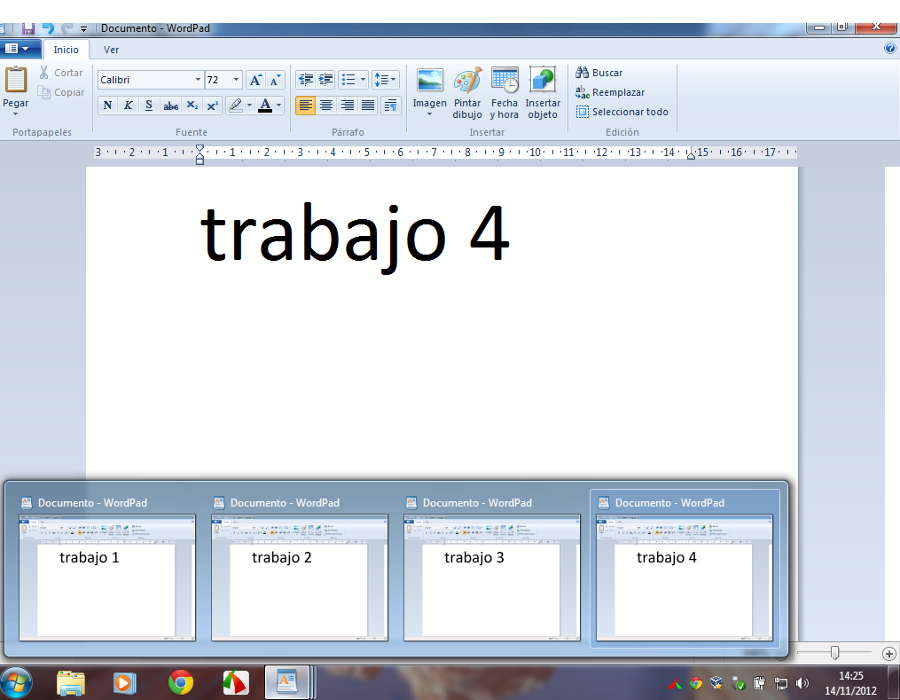 Documento - WordPad
Inicio Ver
Cortar
Copiar
Pegar
Portapapeles
Calibri 72
N K S abc X₂ X² A
Fuente
Párrafo
Imagen Pintar dibujo Fecha y hora Insertar objeto
Insertar
Buscar
Reemplazar
Seleccionar todo
Edición
3 2 1 1 2 3 4 5 6 7 8 9 10 11 12 13 14 15 16 17
trabajo 4
Documento - WordPad Documento - WordPad Documento - WordPad Documento - WordPad
trabajo 1 trabajo 2 trabajo 3 trabajo 4
14:25
14/11/2012